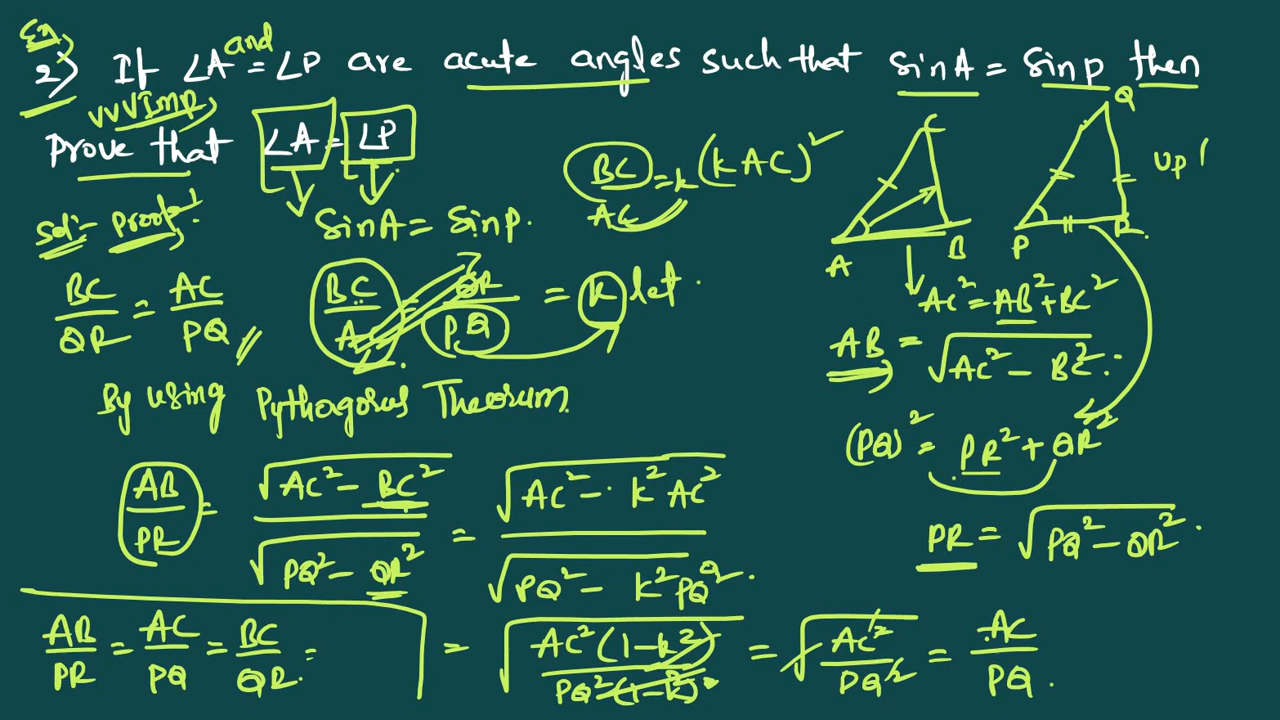 Ex
2) If ∠A and = ∠P are acute angles such that sinA = sinp then
VVVImp
Prove that ∠A = ∠P
Sol:- Proof:
SinA = Sinp.
BC/QR = AC/PQ
BC/A = QR/PQ = k let
BC/AC = k (kAC)²
C
A
B
Q
P
R
up
AC² = AB² + BC²
AB = √AC² - BC²
By using Pythagorus Theorum.
(PQ)² = PR² + QR²
PR = √PQ² - QR²
AB/PR = √AC² - BC² / √PQ² - QR² = √AC² - k²AC² / √PQ² - k²PQ²
= √AC²(1-k²) / PQ²(1-k²) = √AC²/PQ² = AC/PQ.
AB/PR = AC/PQ = BC/QR =